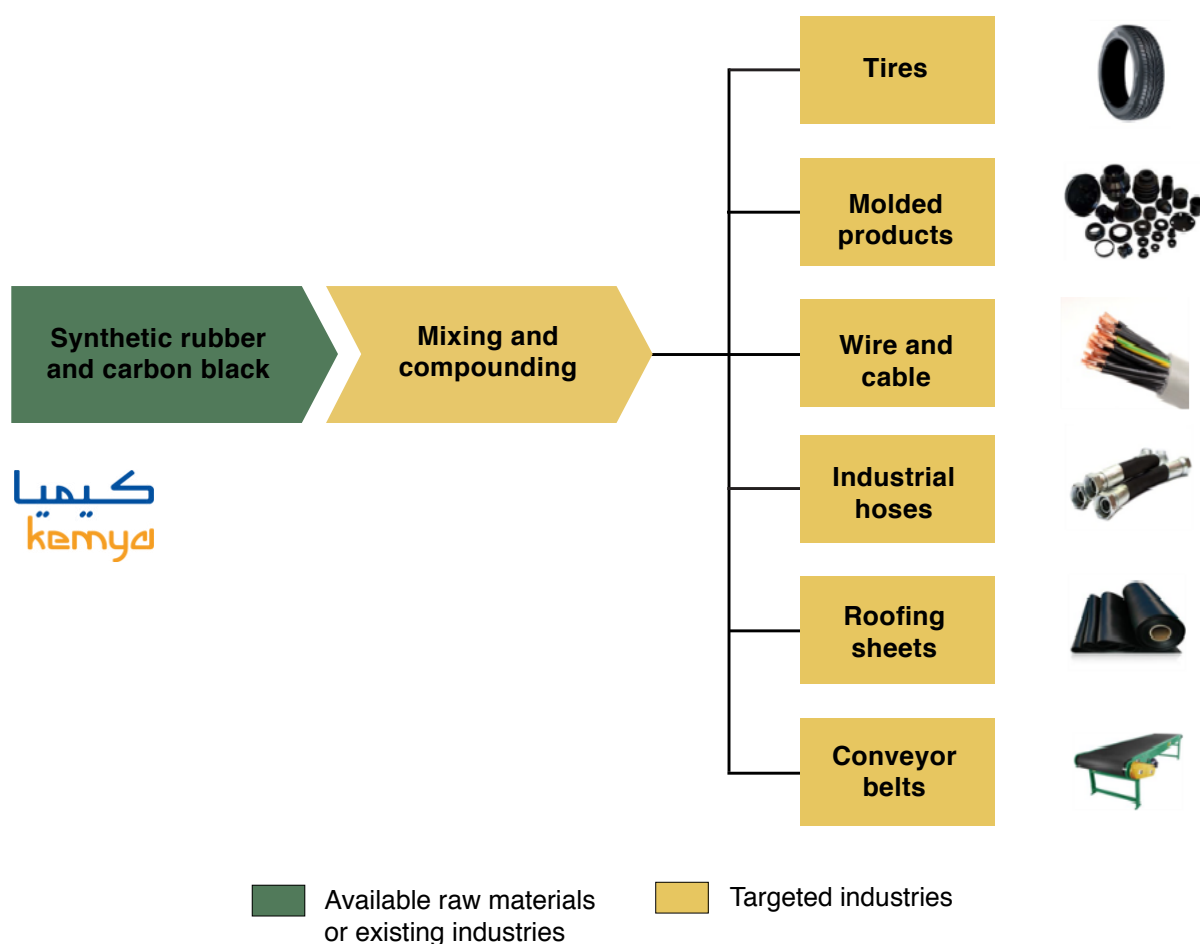 Tires
Molded
products
Synthetic rubber
and carbon black
Mixing and
compounding
Wire and
cable
كيميا
kemya
Industrial
hoses
Roofing
sheets
Conveyor
belts
Available raw materials
or existing industries
Targeted industries